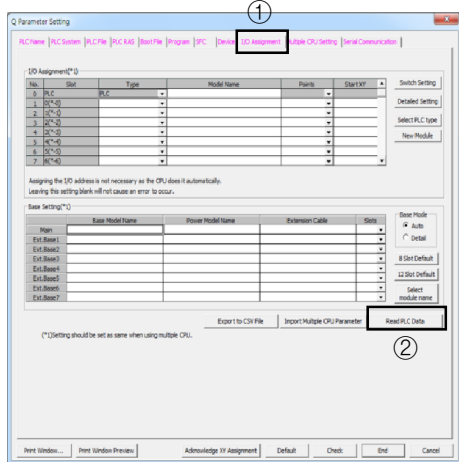 ①
Q Parameter Setting
PLC Name PLC System PLC File PLC RAS Boot File Program SFC Device I/O Assignment Multiple CPU Setting Serial Communication
I/O Assignment(*1)
No. Slot Type Model Name Points Start XY
0 PLC PLC
1 0(*-0)
2 1(*-1)
3 2(*-2)
4 3(*-3)
5 4(*-4)
6 5(*-5)
7 6(*-6)
Switch Setting
Detailed Setting
Select PLC type
New Module
Assigning the I/O address is not necessary as the CPU does it automatically.
Leaving this setting blank will not cause an error to occur.
Base Setting(*1)
Base Model Name Power Model Name Extension Cable Slots
Main
Ext.Base1
Ext.Base2
Ext.Base3
Ext.Base4
Ext.Base5
Ext.Base6
Ext.Base7
Base Mode
Auto
Detail
8 Slot Default
12 Slot Default
Select
module name
Export to CSV File Import Multiple CPU Parameter Read PLC Data
(*1)Setting should be set as same when using multiple CPU.
②
Print Window... Print Window Preview Acknowledge XY Assignment Default Check End Cancel